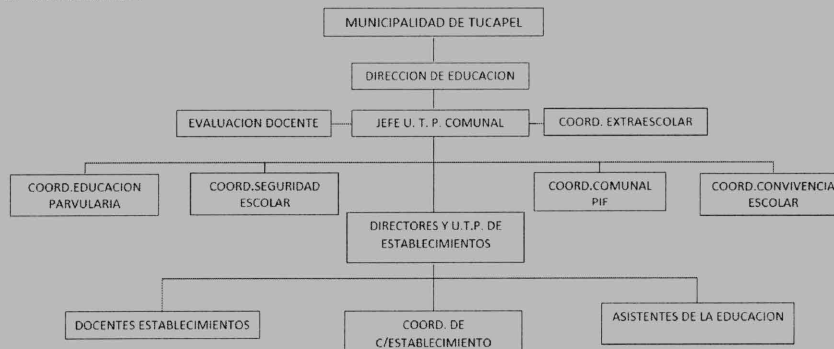 MUNICIPALIDAD DE TUCAPEL
DIRECCION DE EDUCACION
EVALUACION DOCENTE
JEFE U. T. P. COMUNAL
COORD. EXTRAESCOLAR
COORD.EDUCACION
PARVULARIA
COORD.SEGURIDAD
ESCOLAR
COORD.COMUNAL
PIF
COORD.CONVIVENCIA
ESCOLAR
DIRECTORES Y U.T.P. DE
ESTABLECIMIENTOS
DOCENTES ESTABLECIMIENTOS
COORD. DE
C/ESTABLECIMIENTO
ASISTENTES DE LA EDUCACION